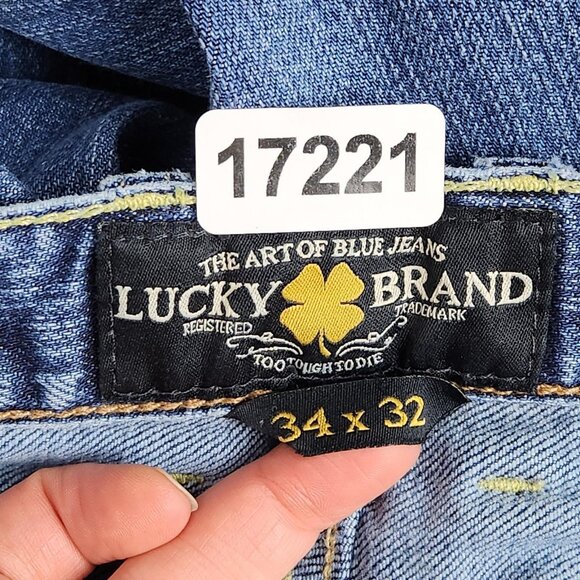 17221
THE ART OF BLUE JEANS
LUCKY BRAND
REGISTERED TRADEMARK
TOO TOUGH TO DIE
34 x 32